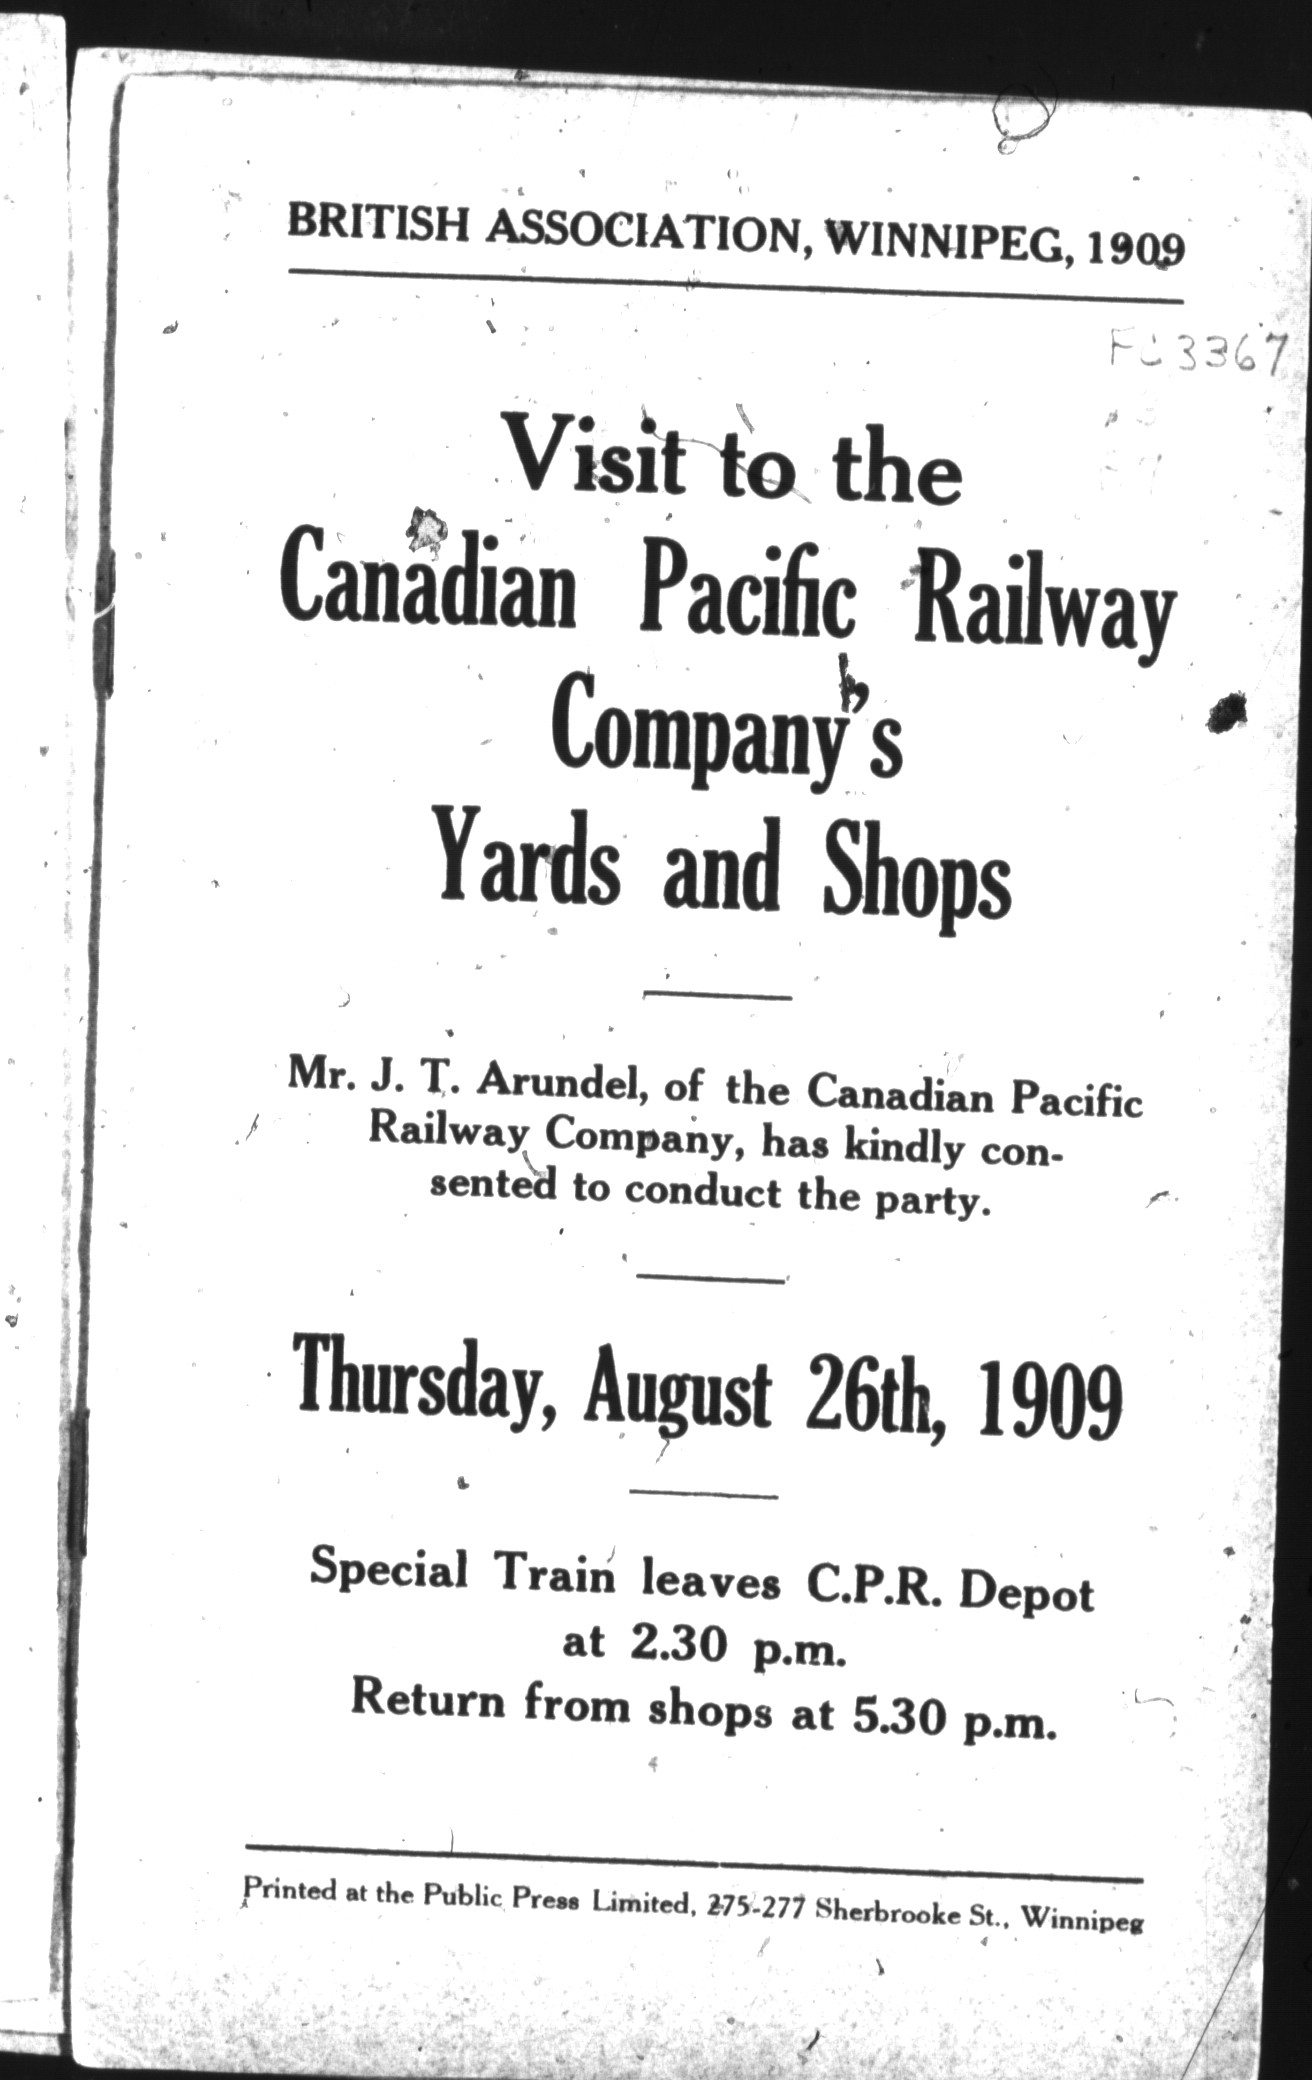 BRITISH ASSOCIATION, WINNIPEG, 1909
FC 3367
Visit to the
Canadian Pacific Railway
Company's
Yards and Shops
Mr. J. T. Arundel, of the Canadian Pacific
Railway Company, has kindly con-
sented to conduct the party.
Thursday, August 26th, 1909
Special Train leaves C.P.R. Depot
at 2.30 p.m.
Return from shops at 5.30 p.m.
Printed at the Public Press Limited, 275-277 Sherbrooke St., Winnipeg